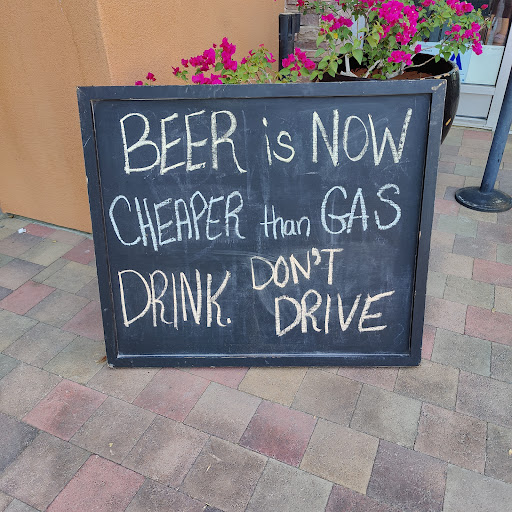 BEER is NOW
CHEAPER than GAS
DRINK. DON'T
DRIVE